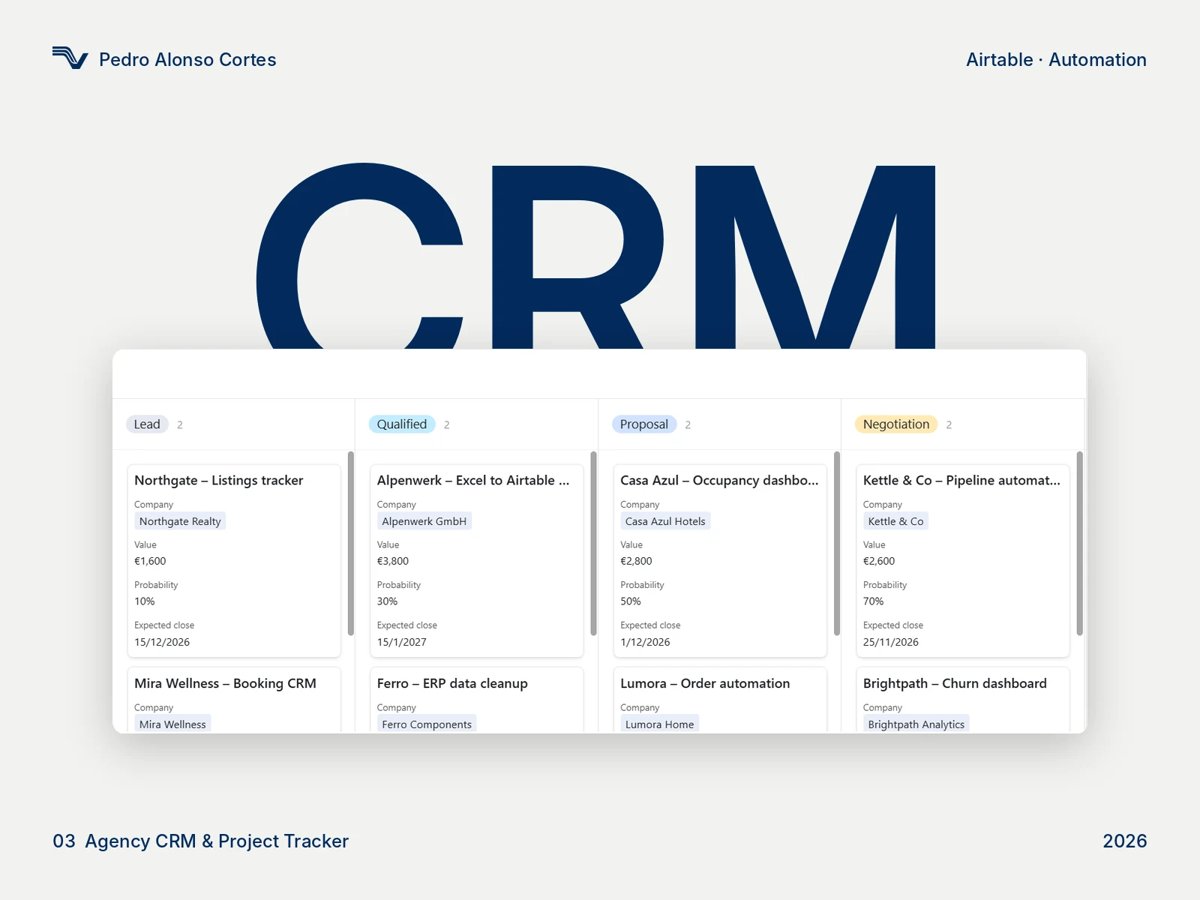 Pedro Alonso Cortes
Airtable · Automation
CRM
Lead 2
Northgate – Listings tracker
Company
Northgate Realty
Value
€1,600
Probability
10%
Expected close
15/12/2026
Mira Wellness – Booking CRM
Company
Mira Wellness
Qualified 2
Alpenwerk – Excel to Airtable ...
Company
Alpenwerk GmbH
Value
€3,800
Probability
30%
Expected close
15/1/2027
Ferro – ERP data cleanup
Company
Ferro Components
Proposal 2
Casa Azul – Occupancy dashbo...
Company
Casa Azul Hotels
Value
€2,800
Probability
50%
Expected close
1/12/2026
Lumora – Order automation
Company
Lumora Home
Negotiation 2
Kettle & Co – Pipeline automat...
Company
Kettle & Co
Value
€2,600
Probability
70%
Expected close
25/11/2026
Brightpath – Churn dashboard
Company
Brightpath Analytics
03 Agency CRM & Project Tracker
2026